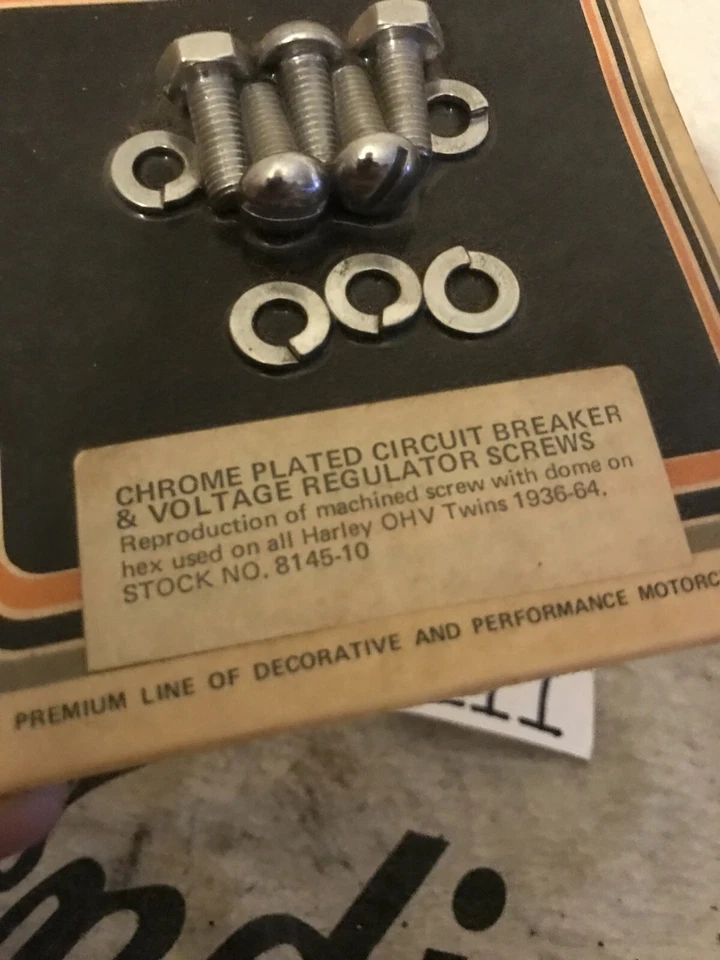 CHROME PLATED CIRCUIT BREAKER
& VOLTAGE REGULATOR SCREWS
Reproduction of machined screw with dome on
hex used on all Harley OHV Twins 1936-64.
STOCK NO. 8145-10
PREMIUM LINE OF DECORATIVE AND PERFORMANCE